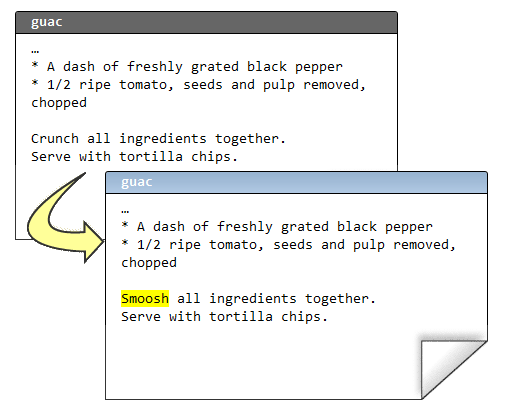 guac
…
* A dash of freshly grated black pepper
* 1/2 ripe tomato, seeds and pulp removed,
chopped
Crunch all ingredients together.
Serve with tortilla chips.
guac
…
* A dash of freshly grated black pepper
* 1/2 ripe tomato, seeds and pulp removed,
chopped
Smoosh all ingredients together.
Serve with tortilla chips.